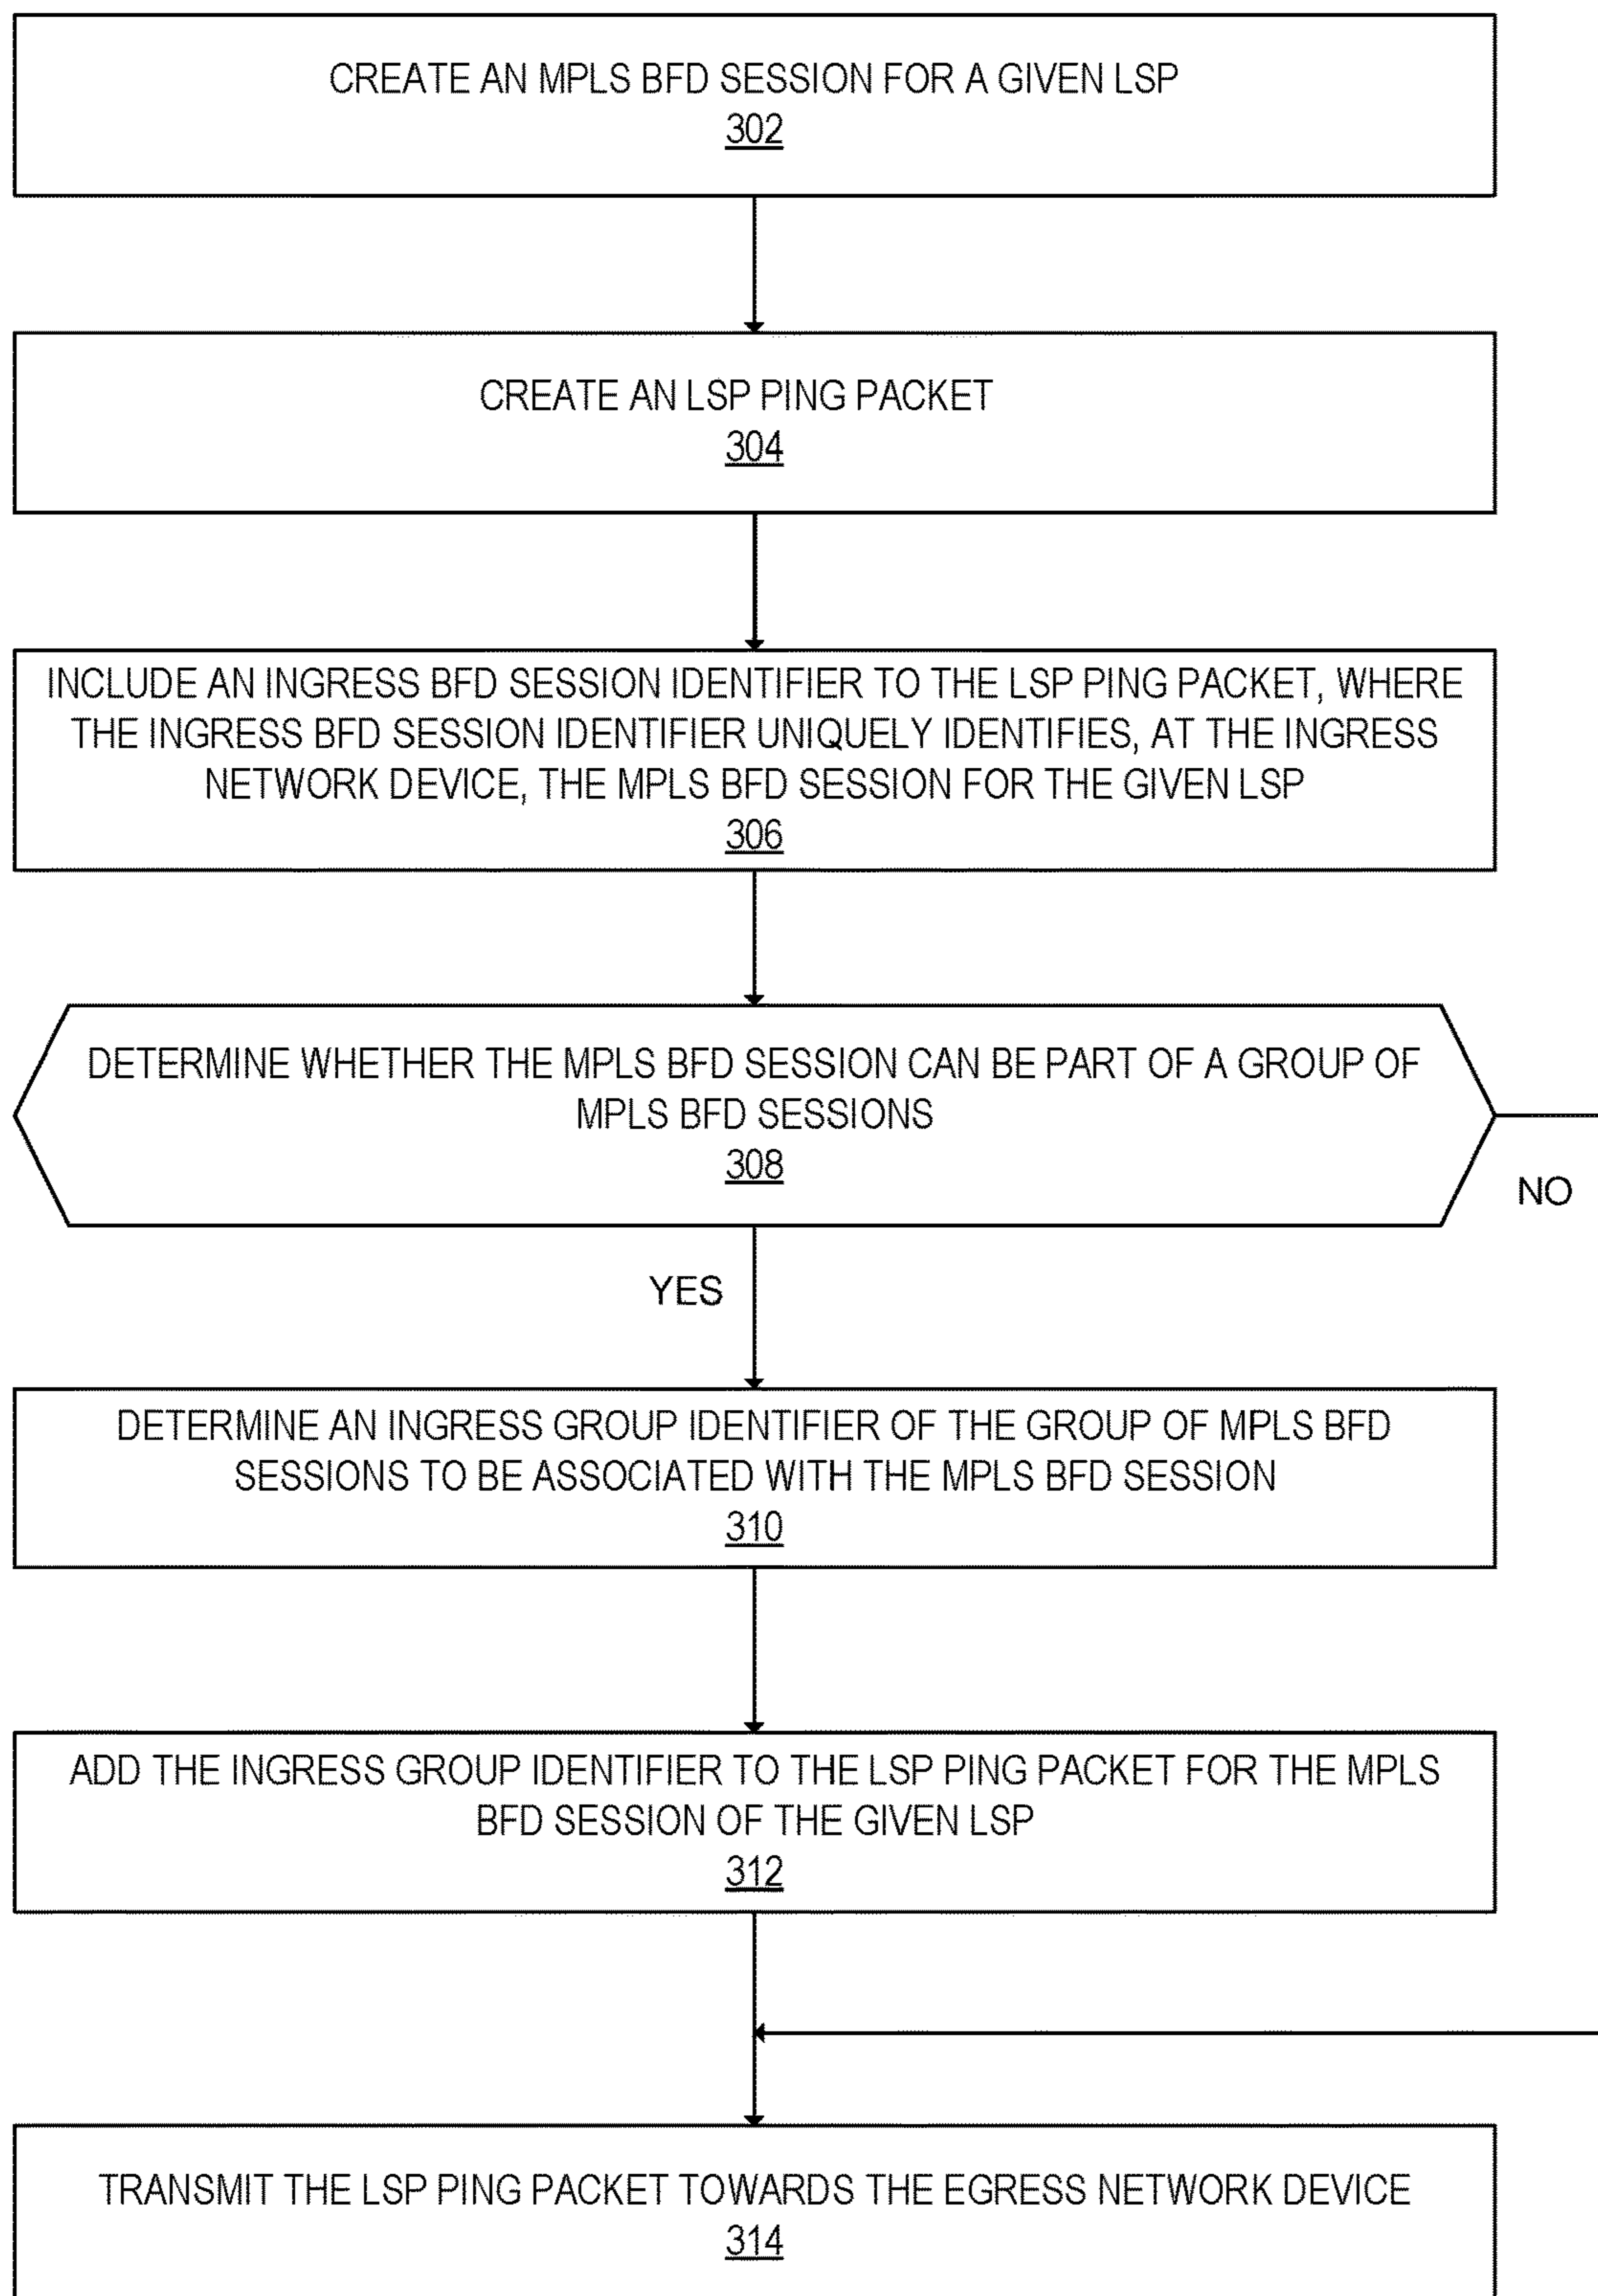 CREATE AN MPLS BFD SESSION FOR A GIVEN LSP
302
CREATE AN LSP PING PACKET
304
INCLUDE AN INGRESS BFD SESSION IDENTIFIER TO THE LSP PING PACKET, WHERE
THE INGRESS BFD SESSION IDENTIFIER UNIQUELY IDENTIFIES, AT THE INGRESS
NETWORK DEVICE, THE MPLS BFD SESSION FOR THE GIVEN LSP
306
DETERMINE WHETHER THE MPLS BFD SESSION CAN BE PART OF A GROUP OF
MPLS BFD SESSIONS
308
NO
YES
DETERMINE AN INGRESS GROUP IDENTIFIER OF THE GROUP OF MPLS BFD
SESSIONS TO BE ASSOCIATED WITH THE MPLS BFD SESSION
310
ADD THE INGRESS GROUP IDENTIFIER TO THE LSP PING PACKET FOR THE MPLS
BFD SESSION OF THE GIVEN LSP
312
TRANSMIT THE LSP PING PACKET TOWARDS THE EGRESS NETWORK DEVICE
314